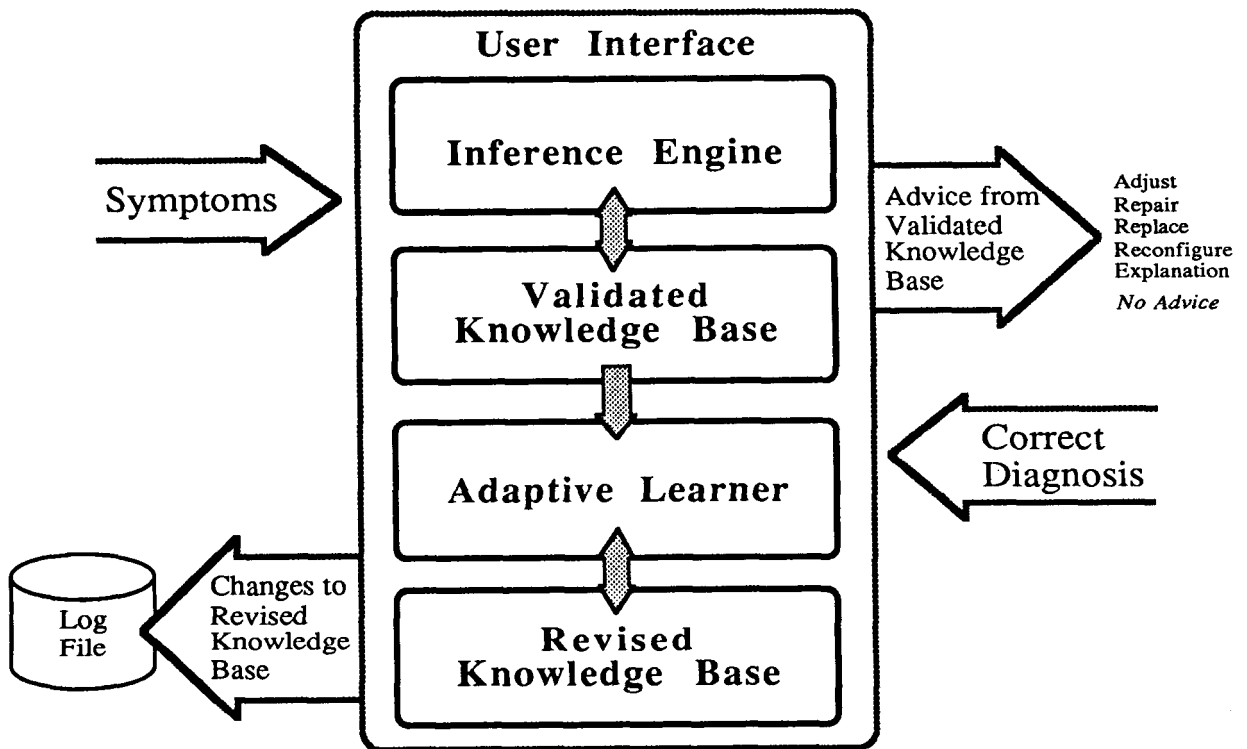 User Interface
Inference Engine
Symptoms
Advice from
Validated
Knowledge
Base
Adjust
Repair
Replace
Reconfigure
Explanation
No Advice
Validated
Knowledge Base
Adaptive Learner
Correct
Diagnosis
Changes to
Revised
Knowledge
Base
Log
File
Revised
Knowledge Base